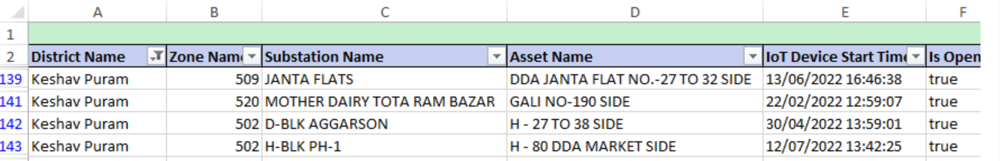 A B C D E F
1
2 District Name Zone Name Substation Name Asset Name IoT Device Start Time Is Open
139 Keshav Puram 509 JANTA FLATS DDA JANTA FLAT NO.-27 TO 32 SIDE 13/06/2022 16:46:38 true
141 Keshav Puram 520 MOTHER DAIRY TOTA RAM BAZAR GALI NO-190 SIDE 22/02/2022 12:59:07 true
142 Keshav Puram 502 D-BLK AGGARSON H - 27 TO 38 SIDE 30/04/2022 13:59:01 true
143 Keshav Puram 502 H-BLK PH-1 H - 80 DDA MARKET SIDE 12/07/2022 13:42:25 true